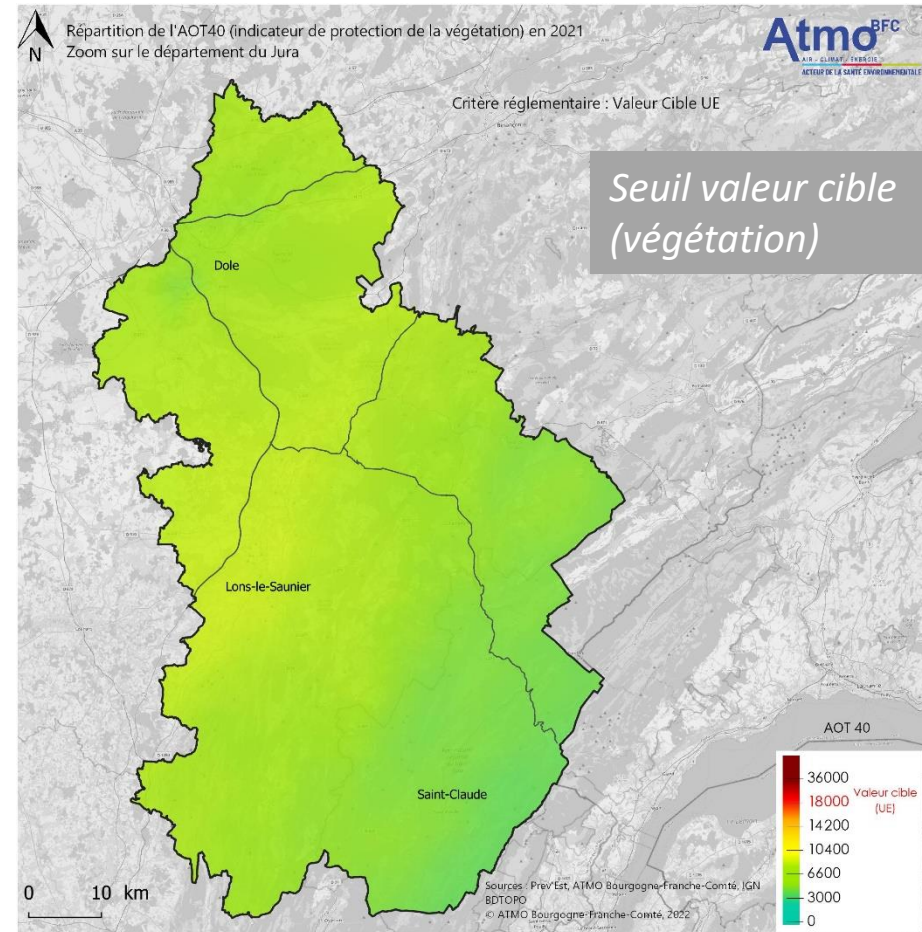 Répartition de l'AOT40 (indicateur de protection de la végétation) en 2021
Zoom sur le département du Jura
N
Atmo BFC
AIR - CLIMAT - ÉNERGIE
ACTEUR DE LA SANTÉ ENVIRONNEMENTALE
Critère réglementaire : Valeur Cible UE
Seuil valeur cible
(végétation)
Dole
Lons-le-Saunier
Saint-Claude
AOT 40
36000
18000 Valeur cible
(UE)
14200
10400
6600
3000
0
0 10 km
Sources : Prev'Est, ATMO Bourgogne-Franche-Comté, IGN
BDTOPO
© ATMO Bourgogne-Franche-Comté, 2022